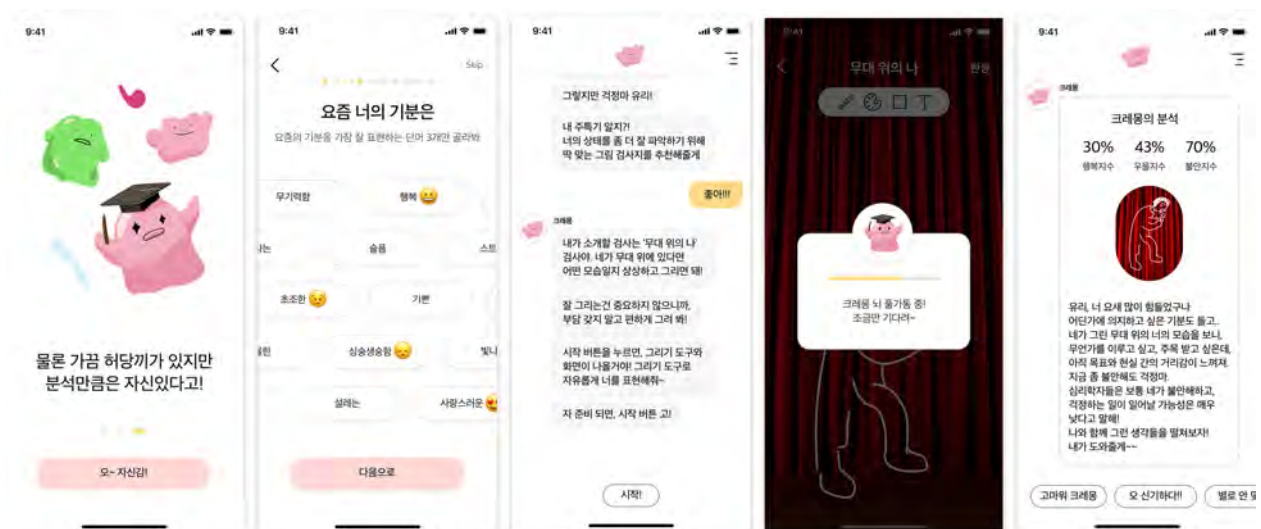 9:41
물론 가끔 허당끼가 있지만
분석만큼은 자신있다고!
오~ 자신감!
9:41
Skip
요즘 너의 기분은
요즘의 기분을 가장 잘 표현하는 단어 3개만 골라봐
무기력함
행복
슬픔
스트
초조한
기쁜
싱숭생숭함
빛나
설레는
사랑스러운
다음으로
9:41
그렇지만 걱정마 유리!
내 주특기 알지?!
너의 상태를 좀 더 잘 파악하기 위해
딱 맞는 그림 검사지를 추천해줄게
좋아!!!
크레몽
내가 소개할 검사는 '무대 위의 나'
검사야. 네가 무대 위에 있다면
어떤 모습일지 상상하고 그리면 돼!
잘 그리는건 중요하지 않으니까,
부담 갖지 말고 편하게 그려 봐!
시작 버튼을 누르면, 그리기 도구와
화면이 나올거야! 그리기 도구로
자유롭게 너를 표현해줘~
자 준비 되면, 시작 버튼 고!
시작!
9:41
무대 위의 나
완료
크레몽 뇌 풀가동 중!
조금만 기다려~
9:41
크레몽
크레몽의 분석
30% 43% 70%
행복지수 우울지수 불안지수
유리, 너 요새 많이 힘들었구나
어딘가에 의지하고 싶은 기분도 들고..
네가 그린 무대 위의 너의 모습을 보니,
무언가를 이루고 싶고, 주목 받고 싶은데,
아직 목표와 현실 간의 거리감이 느껴져.
지금 좀 불안해도 걱정마.
심리학자들은 보통 네가 불안해하고,
걱정하는 일이 일어날 가능성은 매우
낮다고 말해!
나와 함께 그런 생각들을 떨쳐보자!
내가 도와줄게~~
고마워 크레몽
오 신기하다!!
별로 안 맞